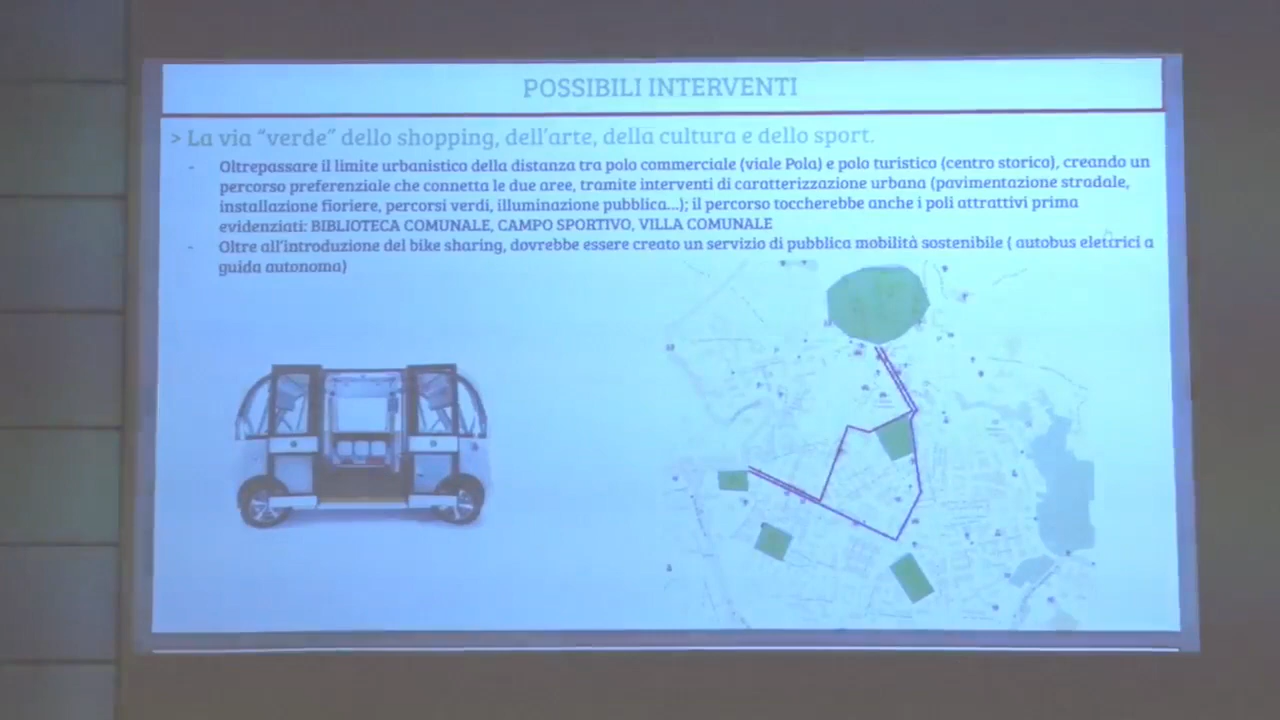 POSSIBILI INTERVENTI
> La via “verde” dello shopping, dell'arte, della cultura e dello sport.
- Oltrepassare il limite urbanistico della distanza tra polo commerciale (viale Pola) e polo turistico (centro storico), creando un
percorso preferenziale che connetta le due aree, tramite interventi di caratterizzazione urbana (pavimentazione stradale,
installazione fioriere, percorsi verdi, illuminazione pubblica...); il percorso toccherebbe anche i poli attrattivi prima
evidenziati: BIBLIOTECA COMUNALE, CAMPO SPORTIVO, VILLA COMUNALE
- Oltre all'introduzione del bike sharing, dovrebbe essere creato un servizio di pubblica mobilità sostenibile ( autobus elettrici a
guida autonoma)